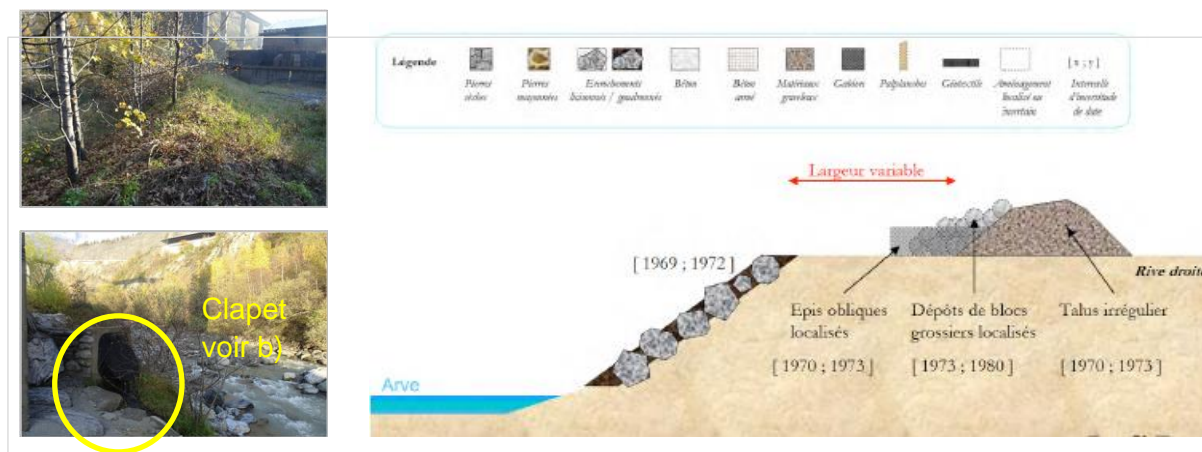 Légende
Pierres
sèches
Pierres
maçonnées
Enrochements
bétonnés / goudronnés
Béton
Béton
armé
Matériaux
graveleux
Gabion
Palplanches
Géotextile
Aménagement
localisé ou
incertain
[ x ; y ]
Intervalle
d'incertitude
de date
Largeur variable
[ 1969 ; 1972 ]
Rive droite
Epis obliques
localisés
Dépôts de blocs
grossiers localisés
Talus irrégulier
[ 1970 ; 1973 ]
[ 1973 ; 1980 ]
[ 1970 ; 1973 ]
Arve
Clapet
voir b)